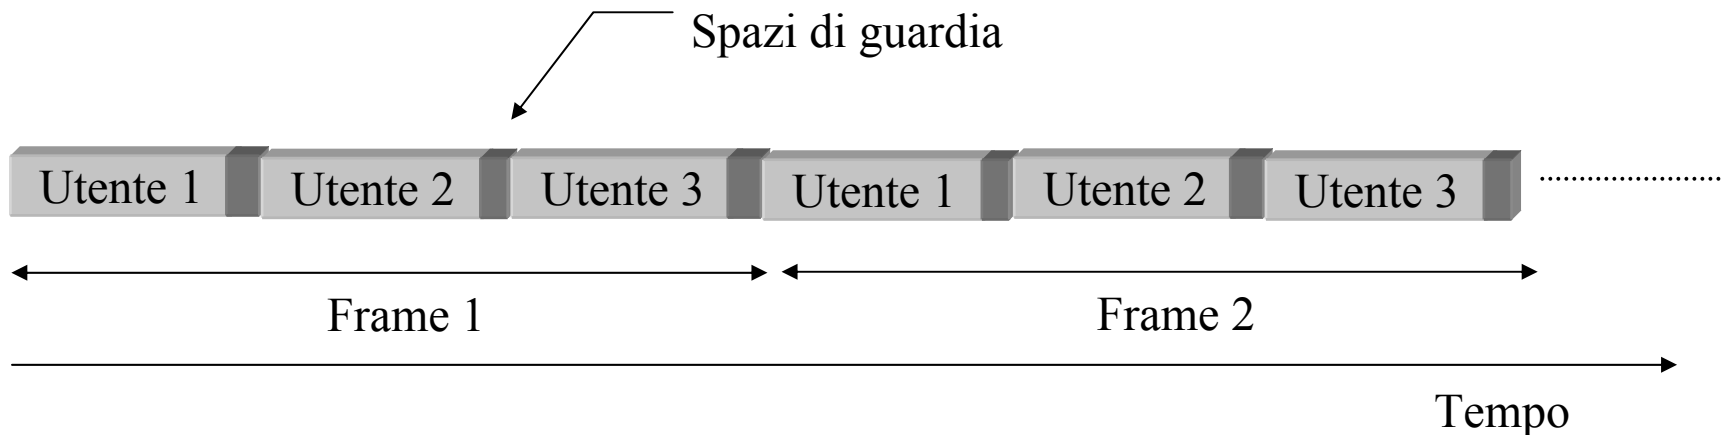 Spazi di guardia
Utente 1 Utente 2 Utente 3 Utente 1 Utente 2 Utente 3
Frame 1 Frame 2
Tempo